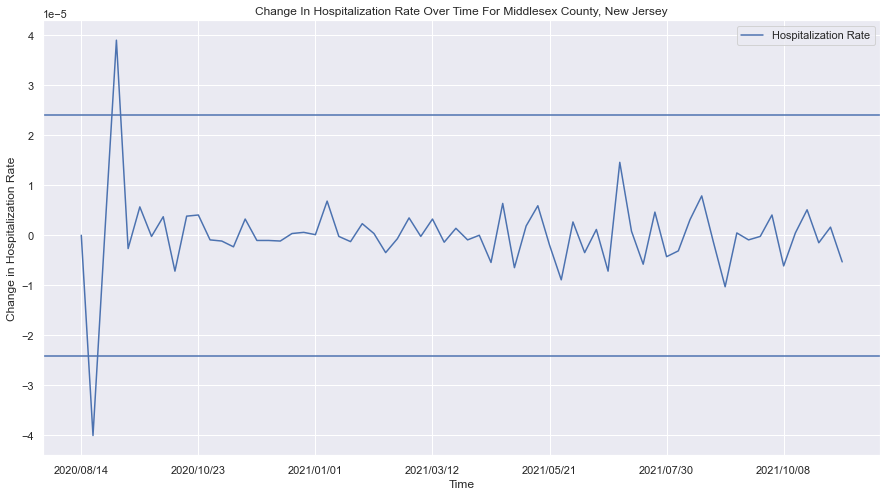 Change In Hospitalization Rate Over Time For Middlesex County, New Jersey
1e−5
Hospitalization Rate
4
3
2
1
0
−1
−2
−3
−4
Change in Hospitalization Rate
2020/08/14 2020/10/23 2021/01/01 2021/03/12 2021/05/21 2021/07/30 2021/10/08
Time